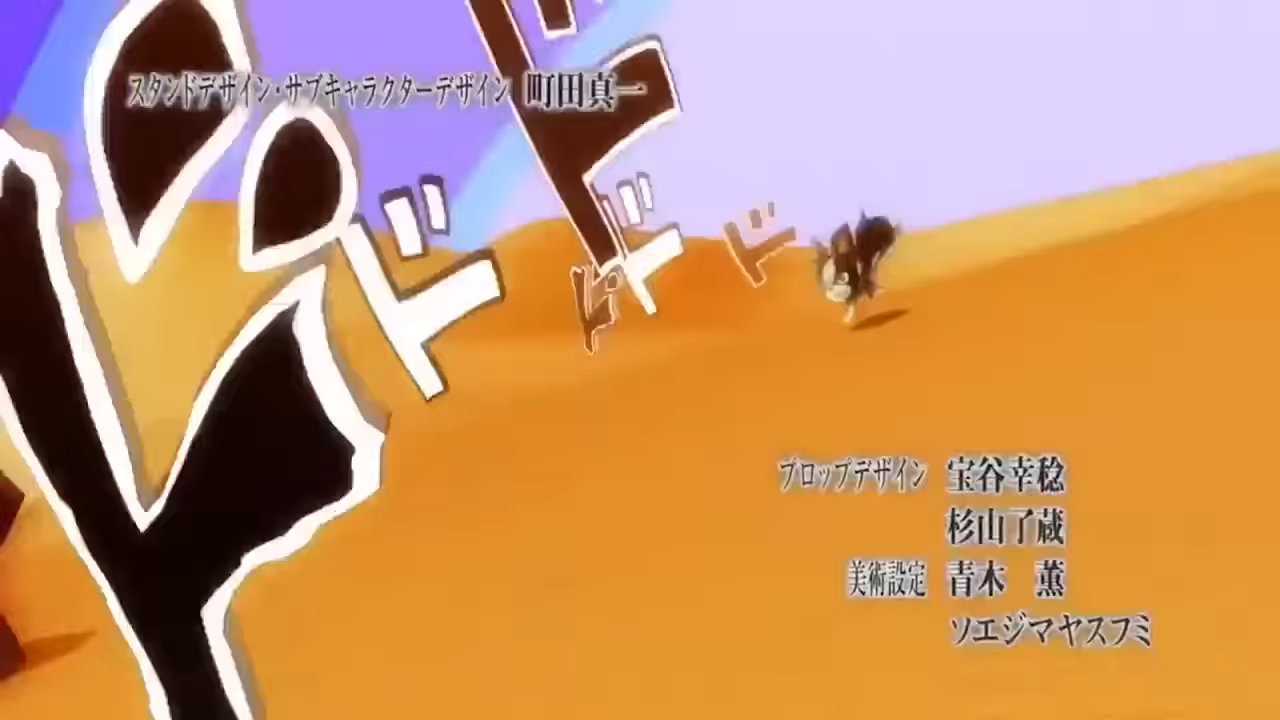 スタンドデザイン・サブキャラクターデザイン 町田真一
ド
ド
ド
ド
ド
ド
プロップデザイン 宝谷幸稔
杉山了蔵
美術設定 青木 薫
ソエジマヤスフミ